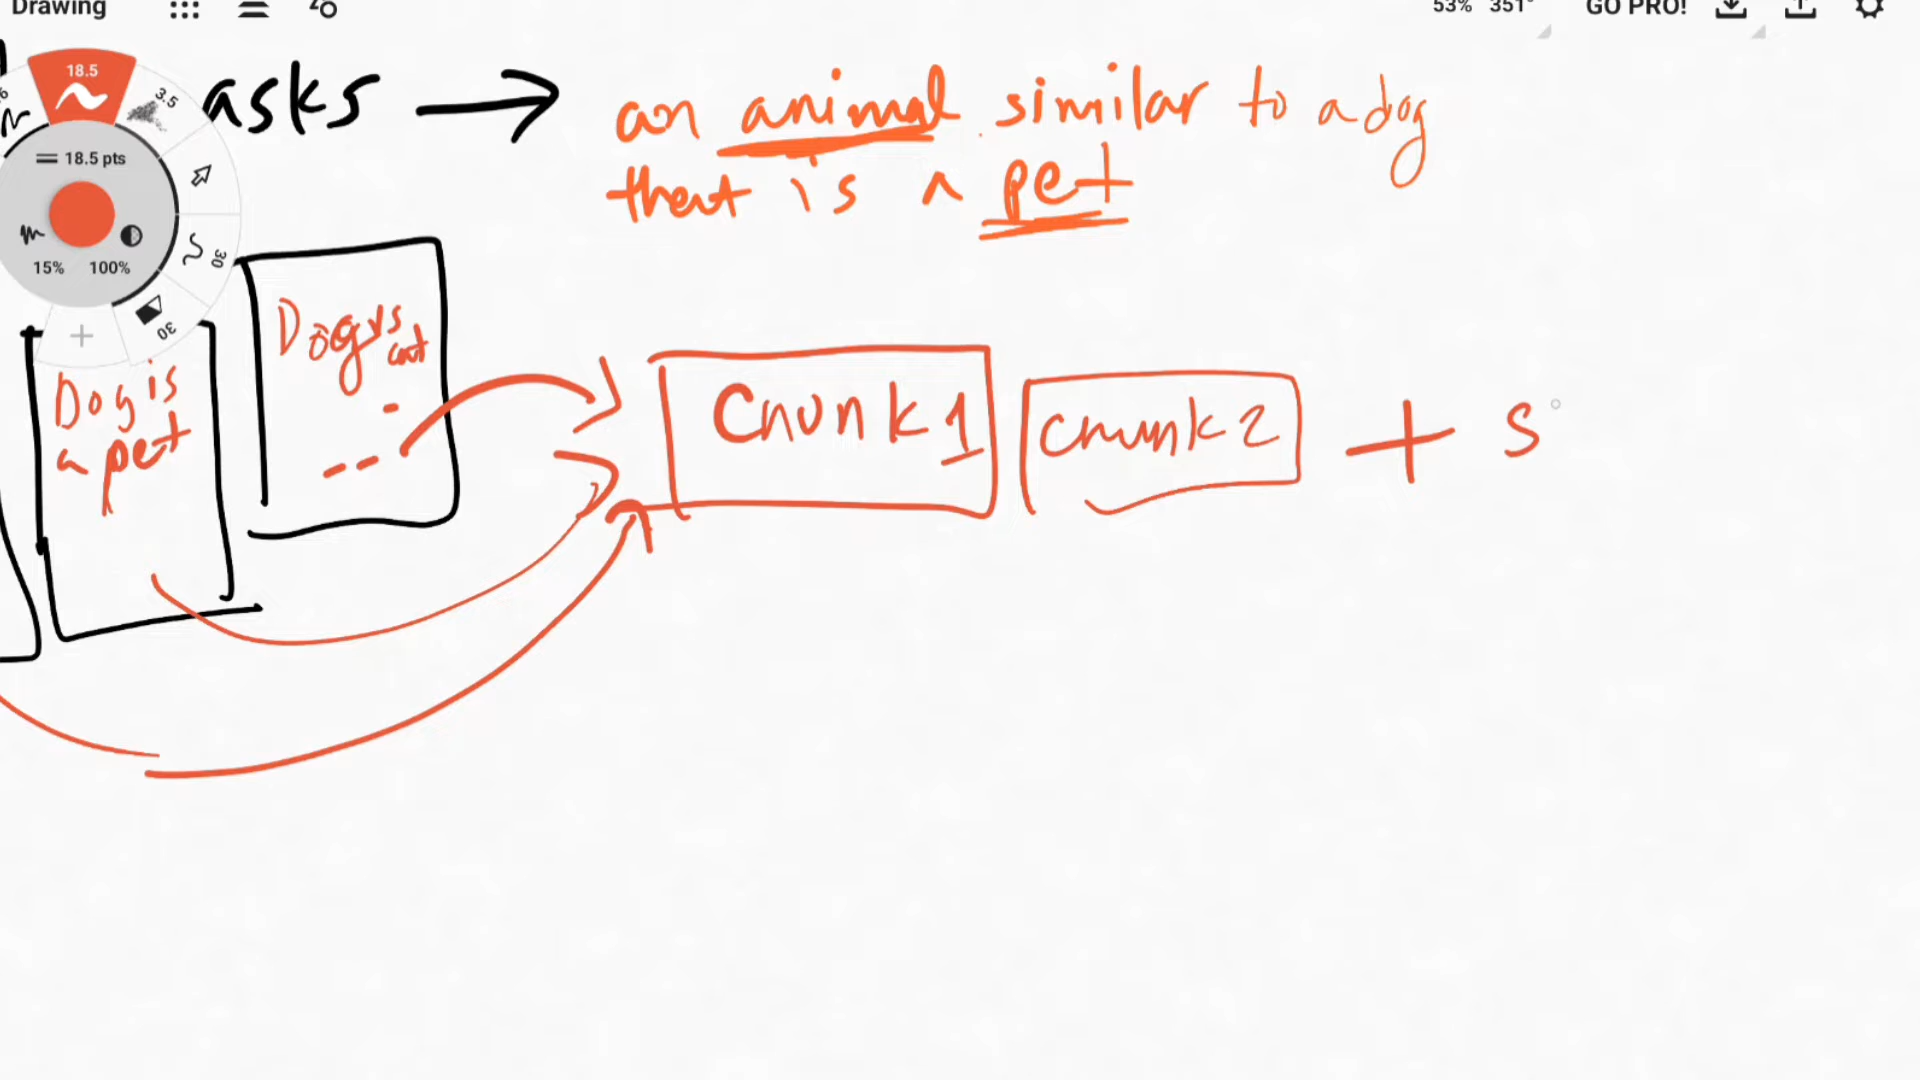 Drawing
53% 351° GO PRO!
18.5
3.5
18.5 pts
15% 100%
30
30
asks → an animal similar to a dog
that is a pet
Dog vs
cat
Dog is
a pet
Chunk 1
chunk 2
+ s